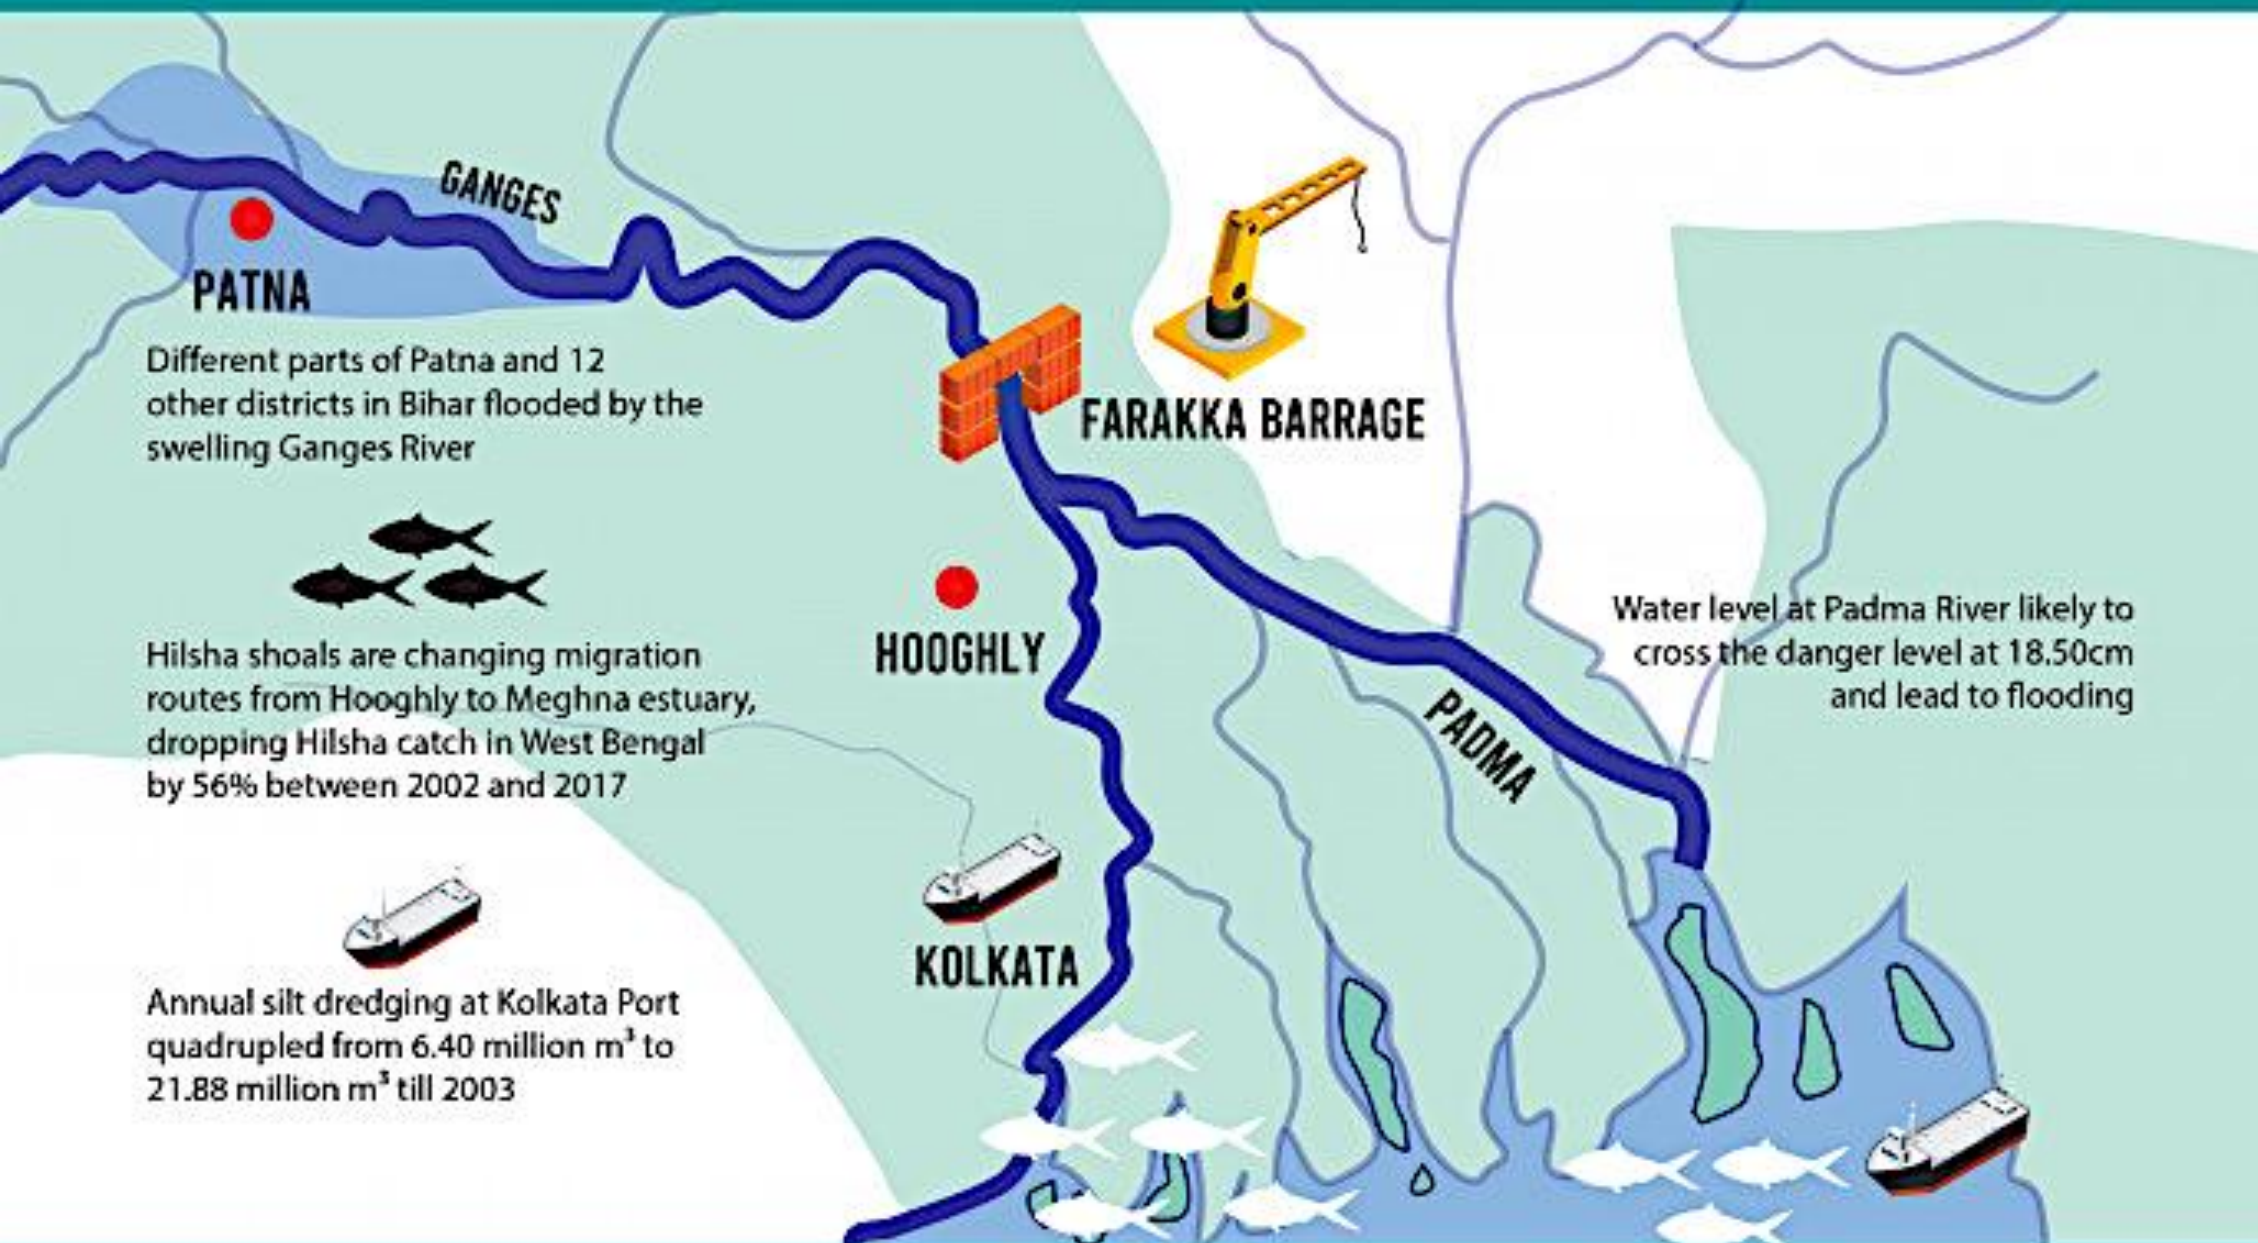 GANGES
PATNA
Different parts of Patna and 12
other districts in Bihar flooded by the
swelling Ganges River
FARAKKA BARRAGE
HOOGHLY
Hilsha shoals are changing migration
routes from Hooghly to Meghna estuary,
dropping Hilsha catch in West Bengal
by 56% between 2002 and 2017
Water level at Padma River likely to
cross the danger level at 18.50cm
and lead to flooding
PADMA
KOLKATA
Annual silt dredging at Kolkata Port
quadrupled from 6.40 million m³ to
21.88 million m³ till 2003